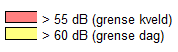 > 55 dB (grense kveld)
> 60 dB (grense dag)